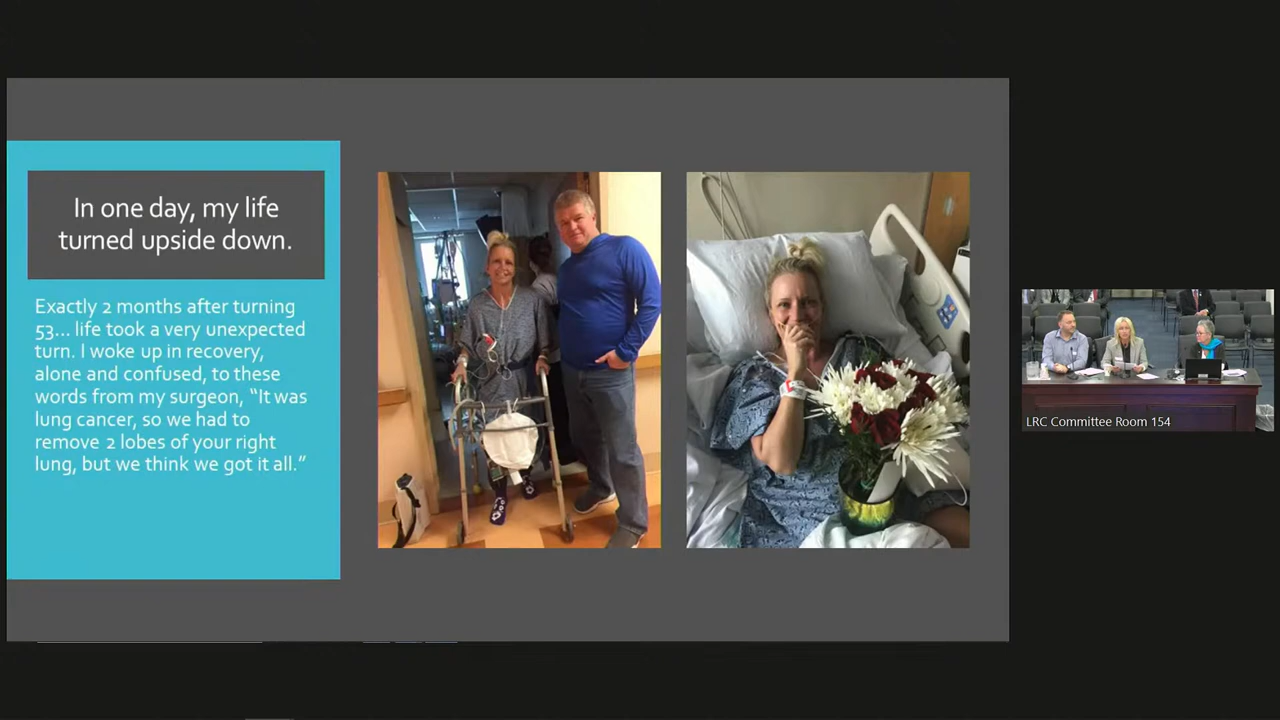 In one day, my life
turned upside down.
Exactly 2 months after turning
53... life took a very unexpected
turn. I woke up in recovery,
alone and confused, to these
words from my surgeon, “It was
lung cancer, so we had to
remove 2 lobes of your right
lung, but we think we got it all.”
LRC Committee Room 154